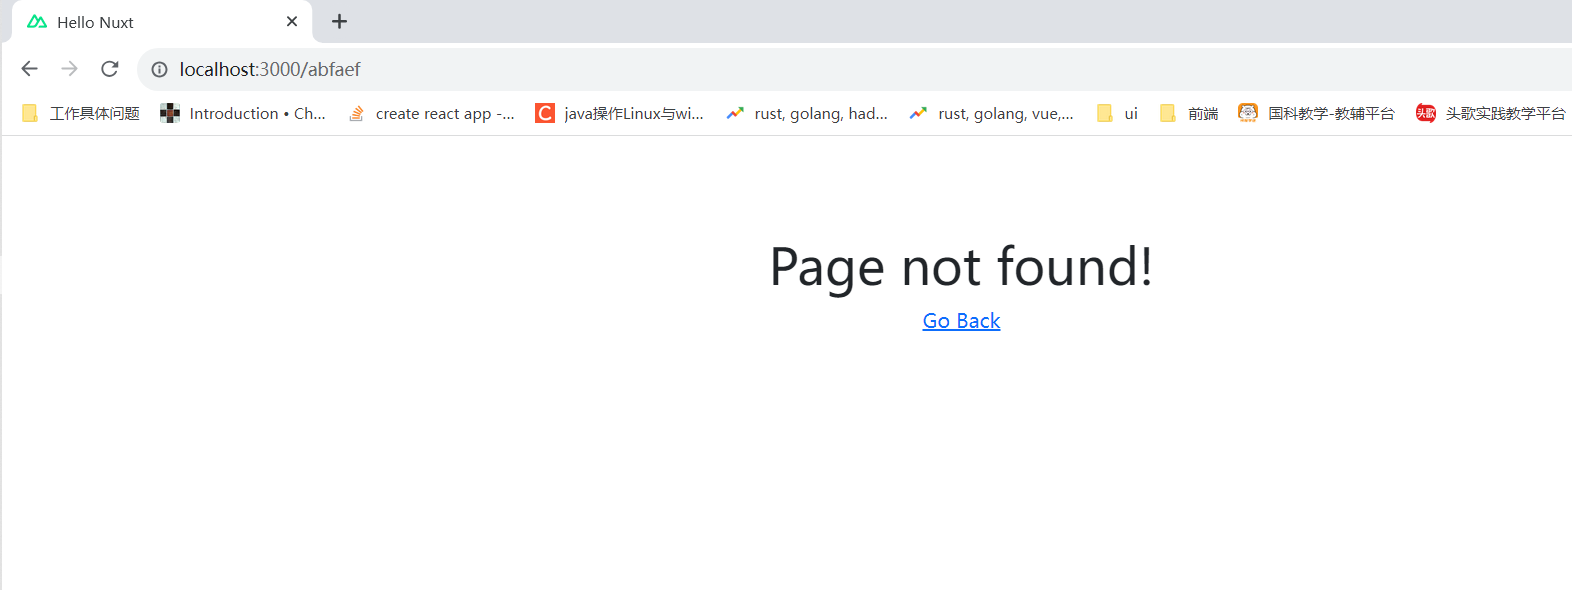 Hello Nuxt
localhost:3000/abfaef
工作具体问题 Introduction • Ch... create react app -... java操作Linux与wi... rust, golang, had... rust, golang, vue,... ui 前端 国科教学-教辅平台 头歌 头歌实践教学平台
Page not found!
Go Back